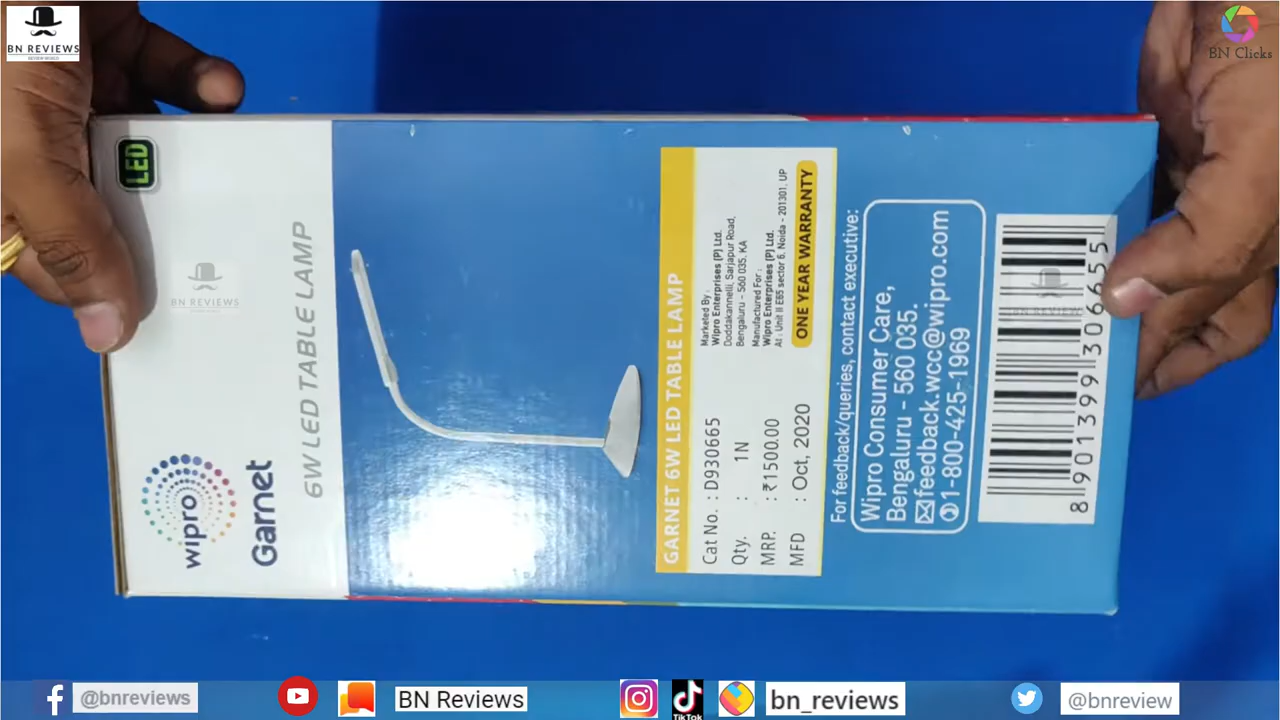 BN REVIEWS
BN Clicks
LED
wipro
Garnet
6W LED TABLE LAMP
GARNET 6W LED TABLE LAMP
Cat No. : D930665
Qty. : 1N
MRP. : ₹1500.00
MFD : Oct, 2020
Marketed By :
Wipro Enterprises (P) Ltd.
Doddakannelli, Sarjapur Road,
Bengaluru - 560 035. KA
Manufactured For :
Wipro Enterprises (P) Ltd.
At : Unit II E65 sector 6, Noida - 201301. UP
ONE YEAR WARRANTY
For feedback/queries, contact executive:
Wipro Consumer Care,
Bengaluru - 560 035.
feedback.wcc@wipro.com
1-800-425-1969
8 901399 306655
BN REVIEWS
BN REVIEWS
@bnreviews
BN Reviews
TikTok
bn_reviews
@bnreview